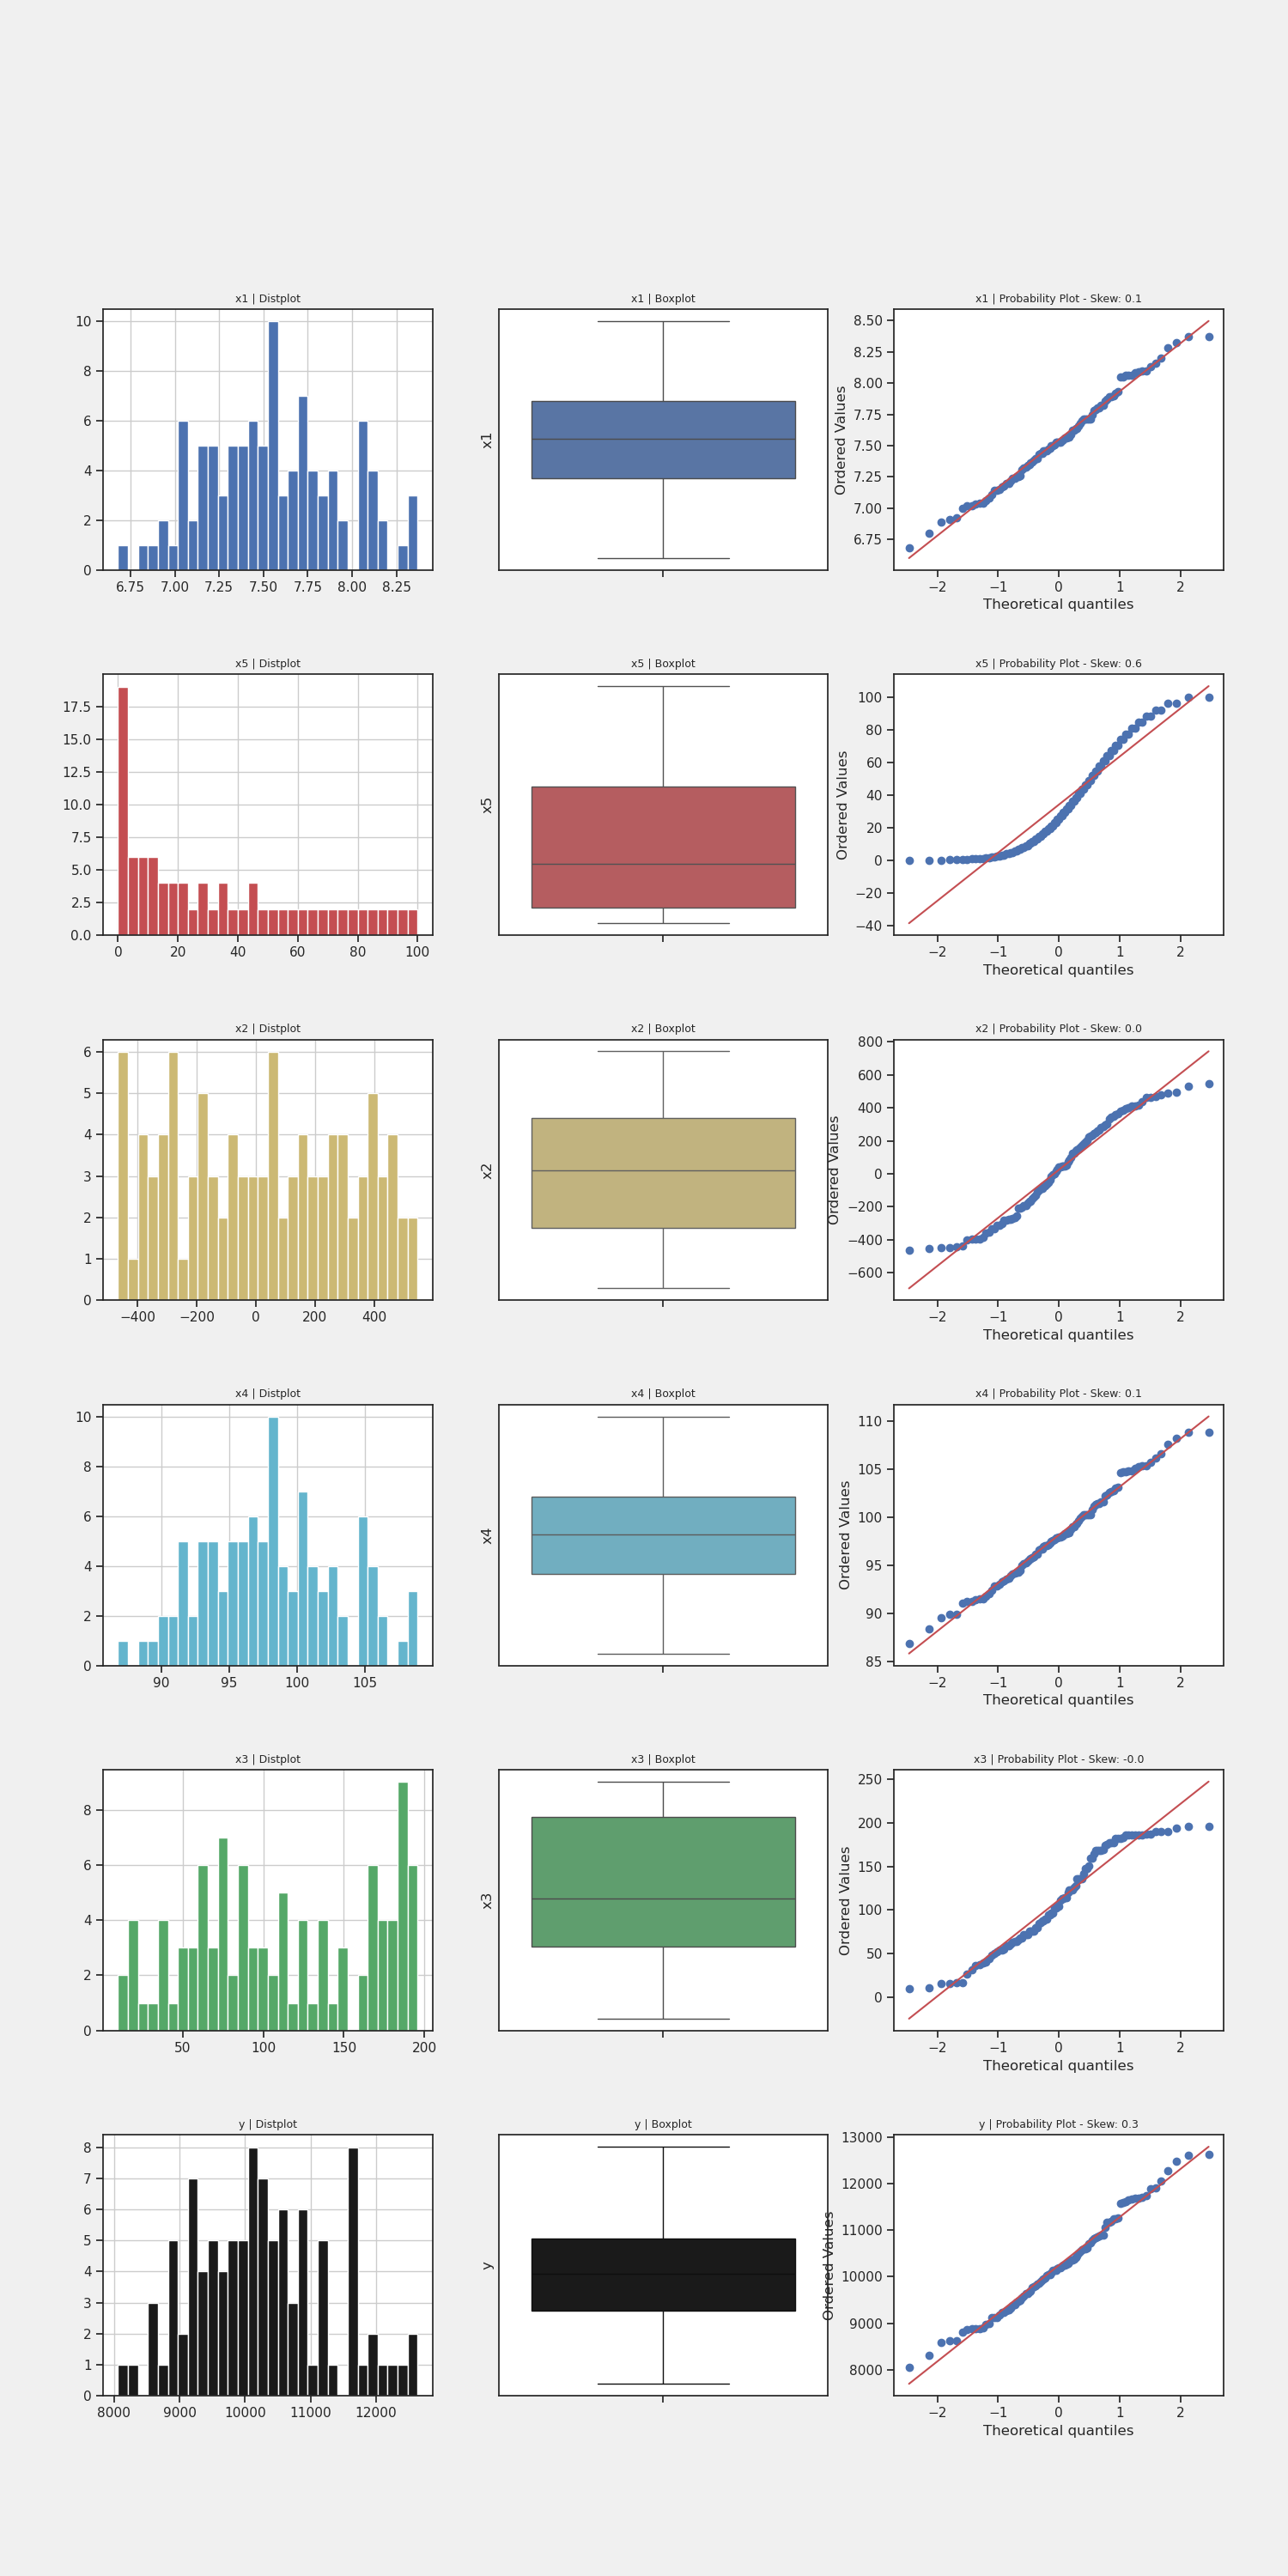 x1 | Distplot
x1 | Boxplot
x1 | Probability Plot - Skew: 0.1
10
8
6
4
2
0
6.75 7.00 7.25 7.50 7.75 8.00 8.25
x1
Ordered Values
8.50
8.25
8.00
7.75
7.50
7.25
7.00
6.75
−2 −1 0 1 2
Theoretical quantiles
x5 | Distplot
x5 | Boxplot
x5 | Probability Plot - Skew: 0.6
17.5
15.0
12.5
10.0
7.5
5.0
2.5
0.0
0 20 40 60 80 100
x5
Ordered Values
100
80
60
40
20
0
−20
−40
−2 −1 0 1 2
Theoretical quantiles
x2 | Distplot
x2 | Boxplot
x2 | Probability Plot - Skew: 0.0
6
5
4
3
2
1
0
−400 −200 0 200 400
x2
Ordered Values
800
600
400
200
0
−200
−400
−600
−2 −1 0 1 2
Theoretical quantiles
x4 | Distplot
x4 | Boxplot
x4 | Probability Plot - Skew: 0.1
10
8
6
4
2
0
90 95 100 105
x4
Ordered Values
110
105
100
95
90
85
−2 −1 0 1 2
Theoretical quantiles
x3 | Distplot
x3 | Boxplot
x3 | Probability Plot - Skew: -0.0
8
6
4
2
0
50 100 150 200
x3
Ordered Values
250
200
150
100
50
0
−2 −1 0 1 2
Theoretical quantiles
y | Distplot
y | Boxplot
y | Probability Plot - Skew: 0.3
8
7
6
5
4
3
2
1
0
8000 9000 10000 11000 12000
y
Ordered Values
13000
12000
11000
10000
9000
8000
−2 −1 0 1 2
Theoretical quantiles